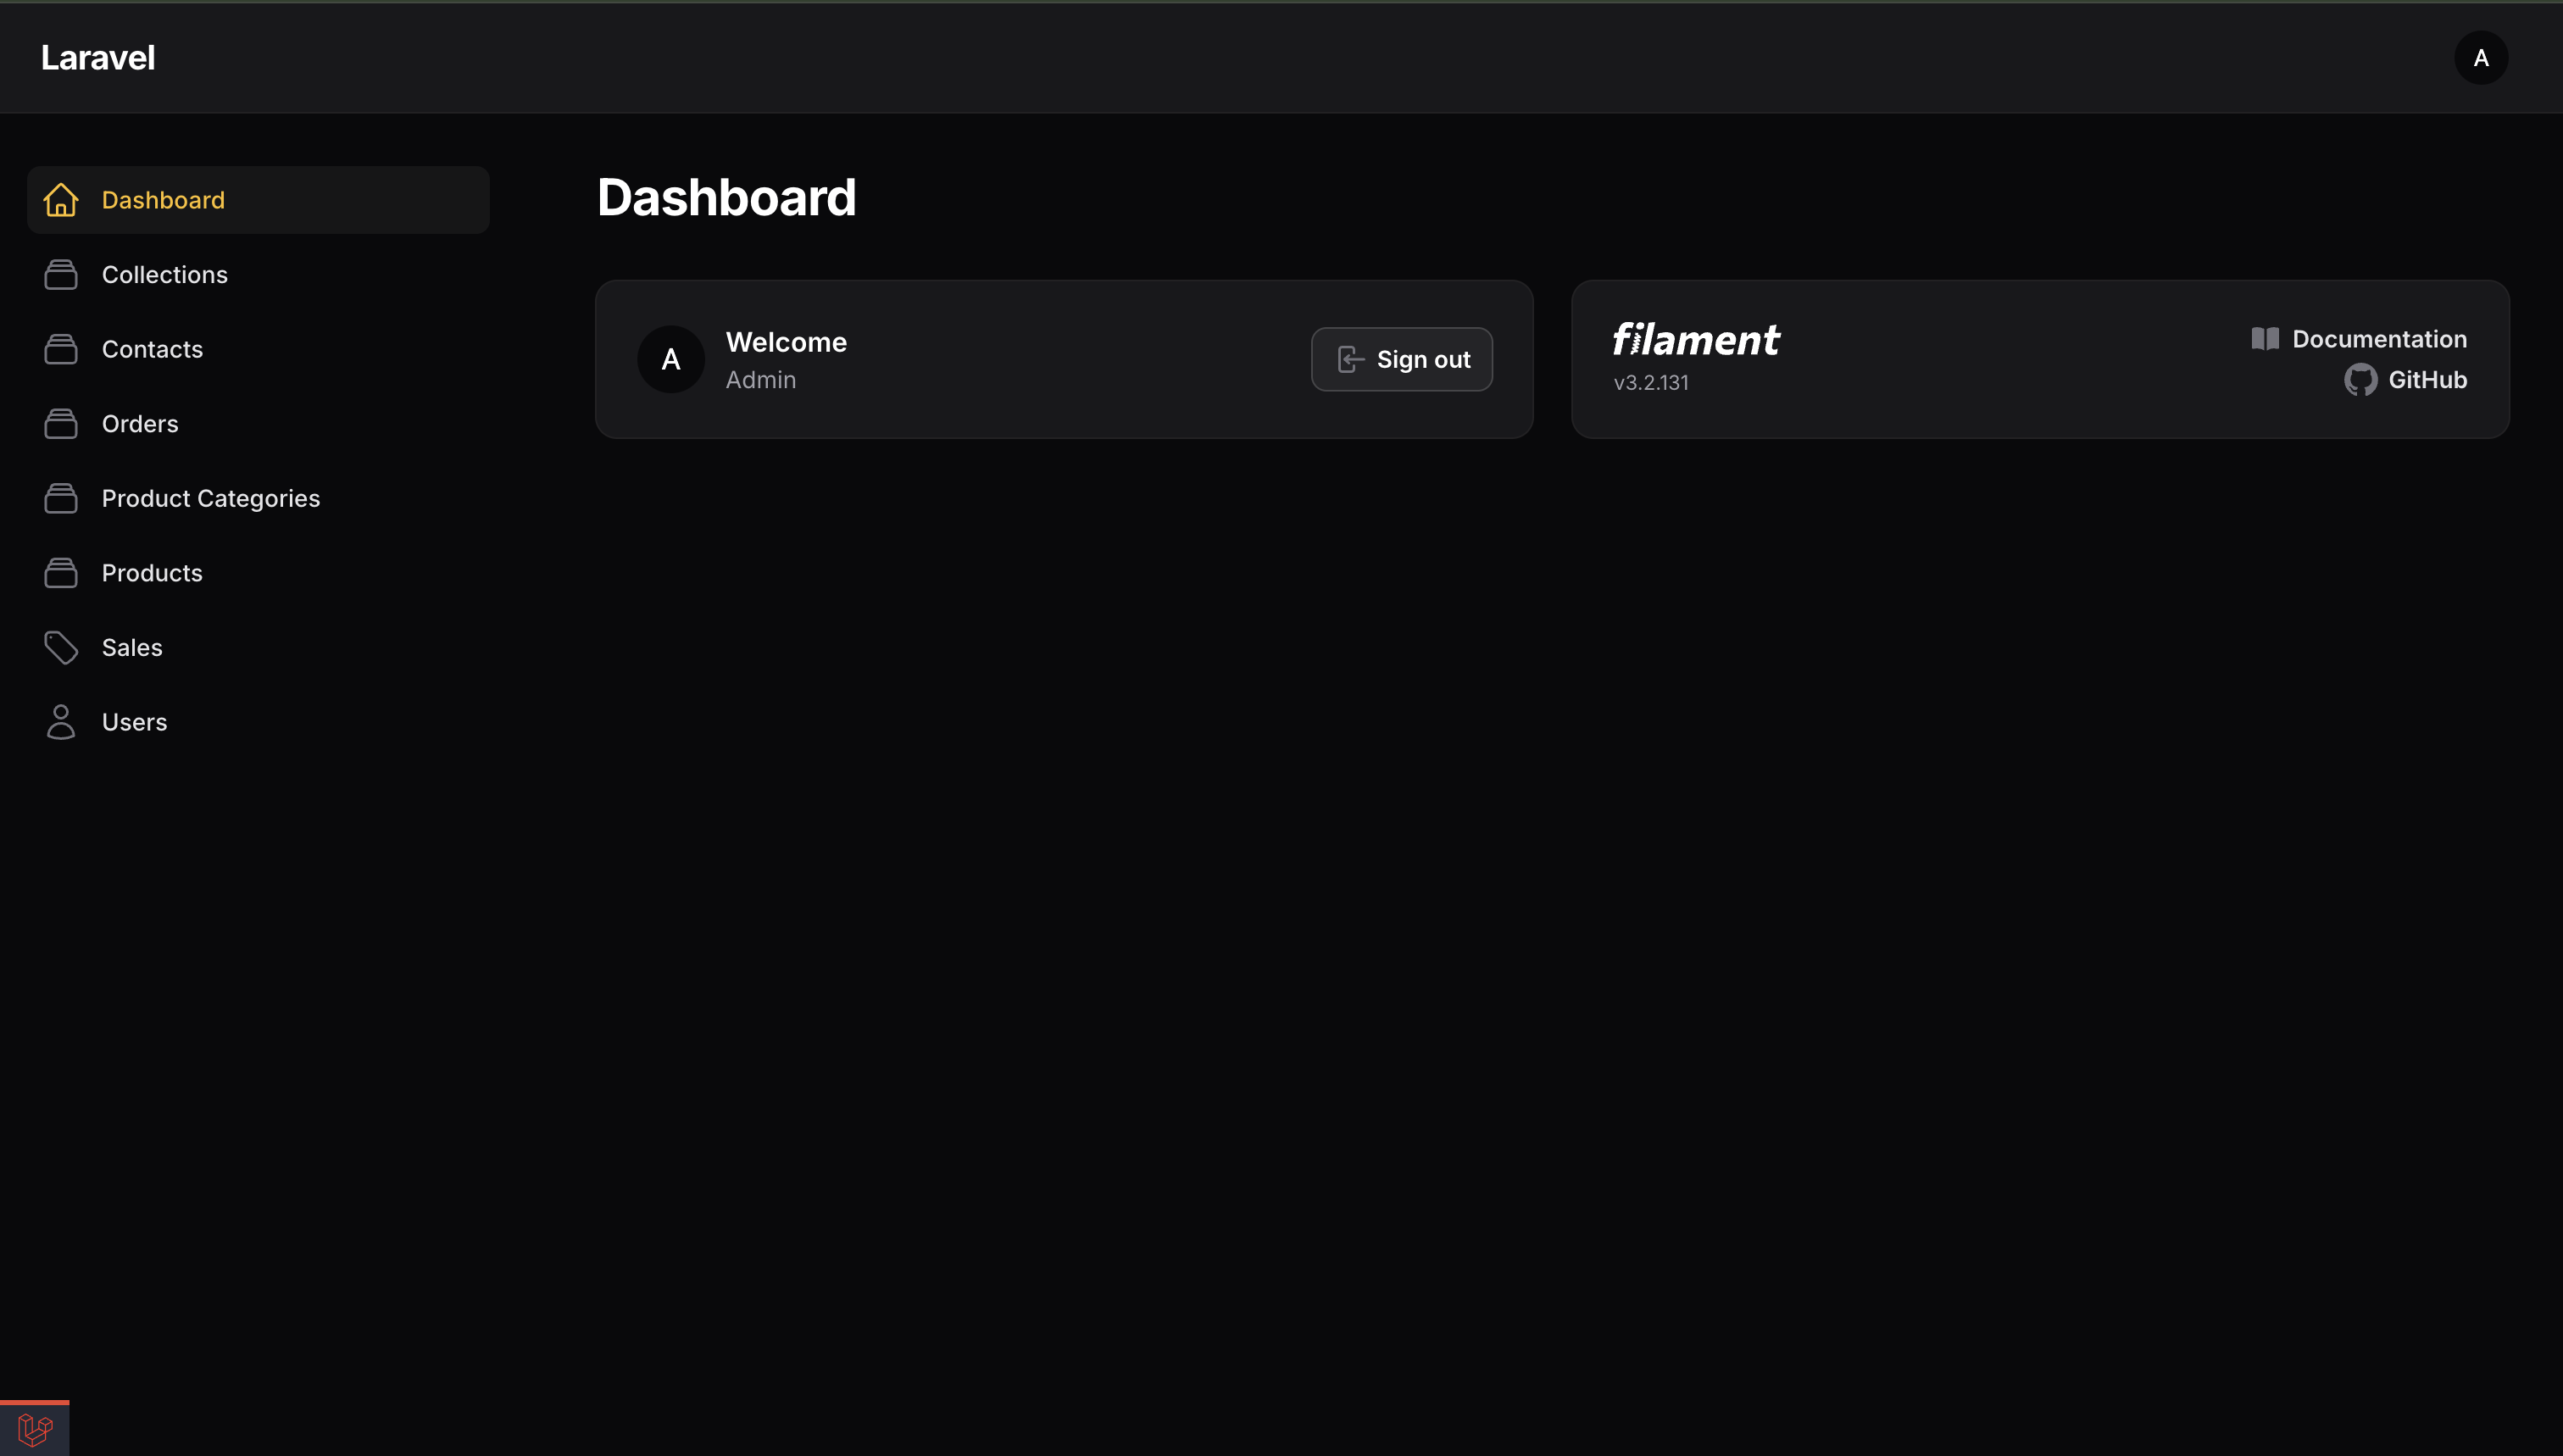 Laravel
A
Dashboard
Collections
Contacts
Orders
Product Categories
Products
Sales
Users
Dashboard
A
Welcome
Admin
Sign out
filament
v3.2.131
Documentation
GitHub